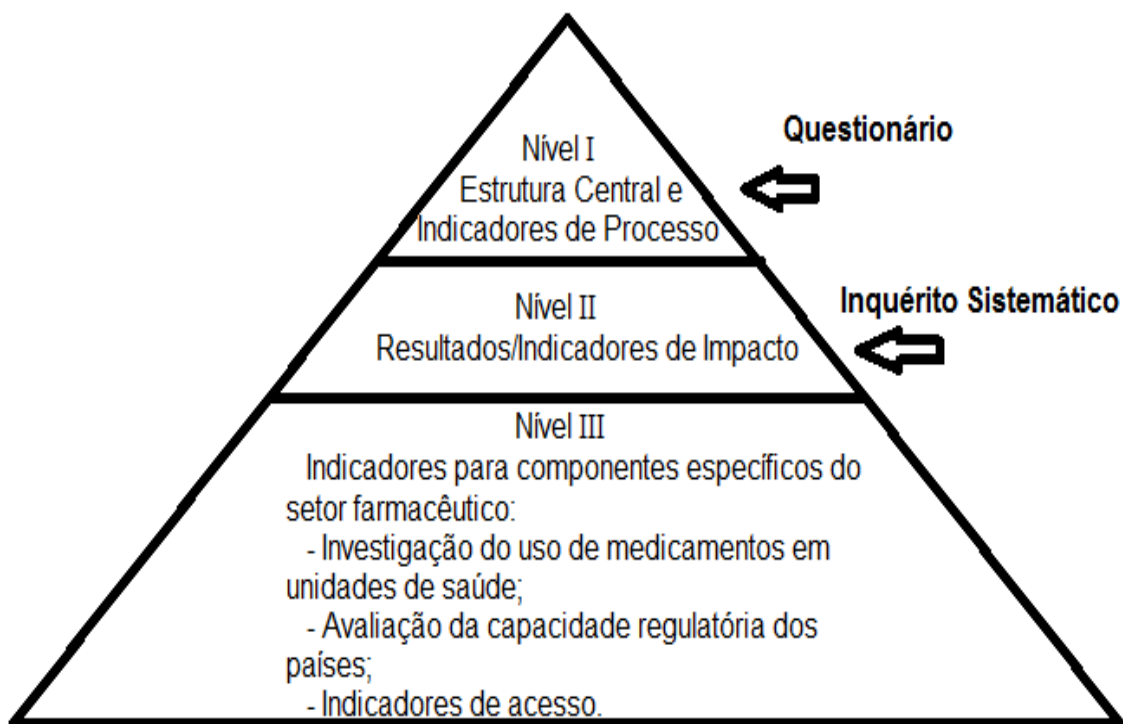 Nível I
Estrutura Central e
Indicadores de Processo
Questionário
Nível II
Resultados/Indicadores de Impacto
Inquérito Sistemático
Nível III
Indicadores para componentes específicos do
setor farmacêutico:
- Investigação do uso de medicamentos em
unidades de saúde;
- Avaliação da capacidade regulatória dos
países;
- Indicadores de acesso.